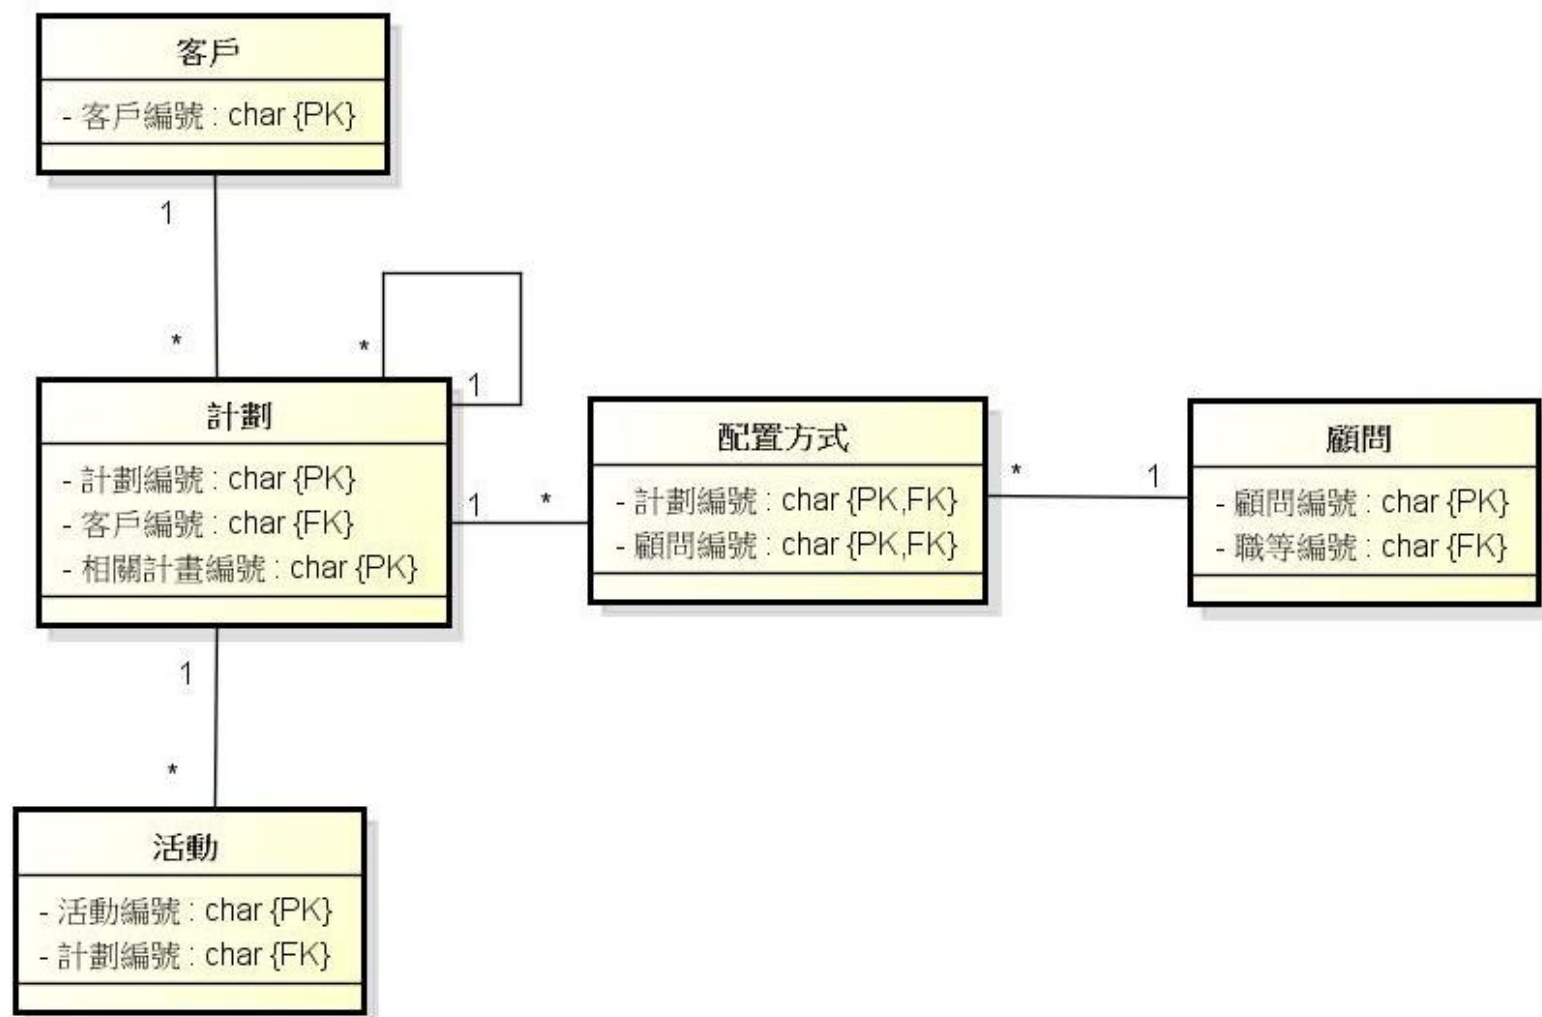 客戶
- 客戶編號 : char {PK}
1
*
*
1
計劃
- 計劃編號 : char {PK}
- 客戶編號 : char {FK}
- 相關計畫編號 : char {PK}
1
*
配置方式
- 計劃編號 : char {PK,FK}
- 顧問編號 : char {PK,FK}
*
1
顧問
- 顧問編號 : char {PK}
- 職等編號 : char {FK}
1
*
活動
- 活動編號 : char {PK}
- 計劃編號 : char {FK}